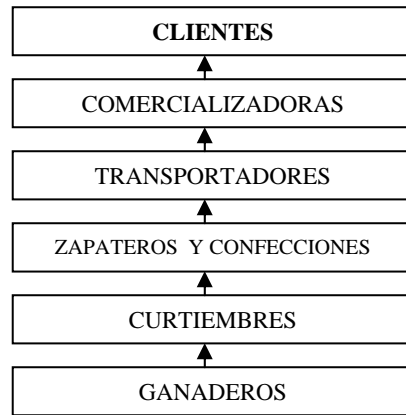 CLIENTES
COMERCIALIZADORAS
TRANSPORTADORES
ZAPATEROS Y CONFECCIONES
CURTIEMBRES
GANADEROS